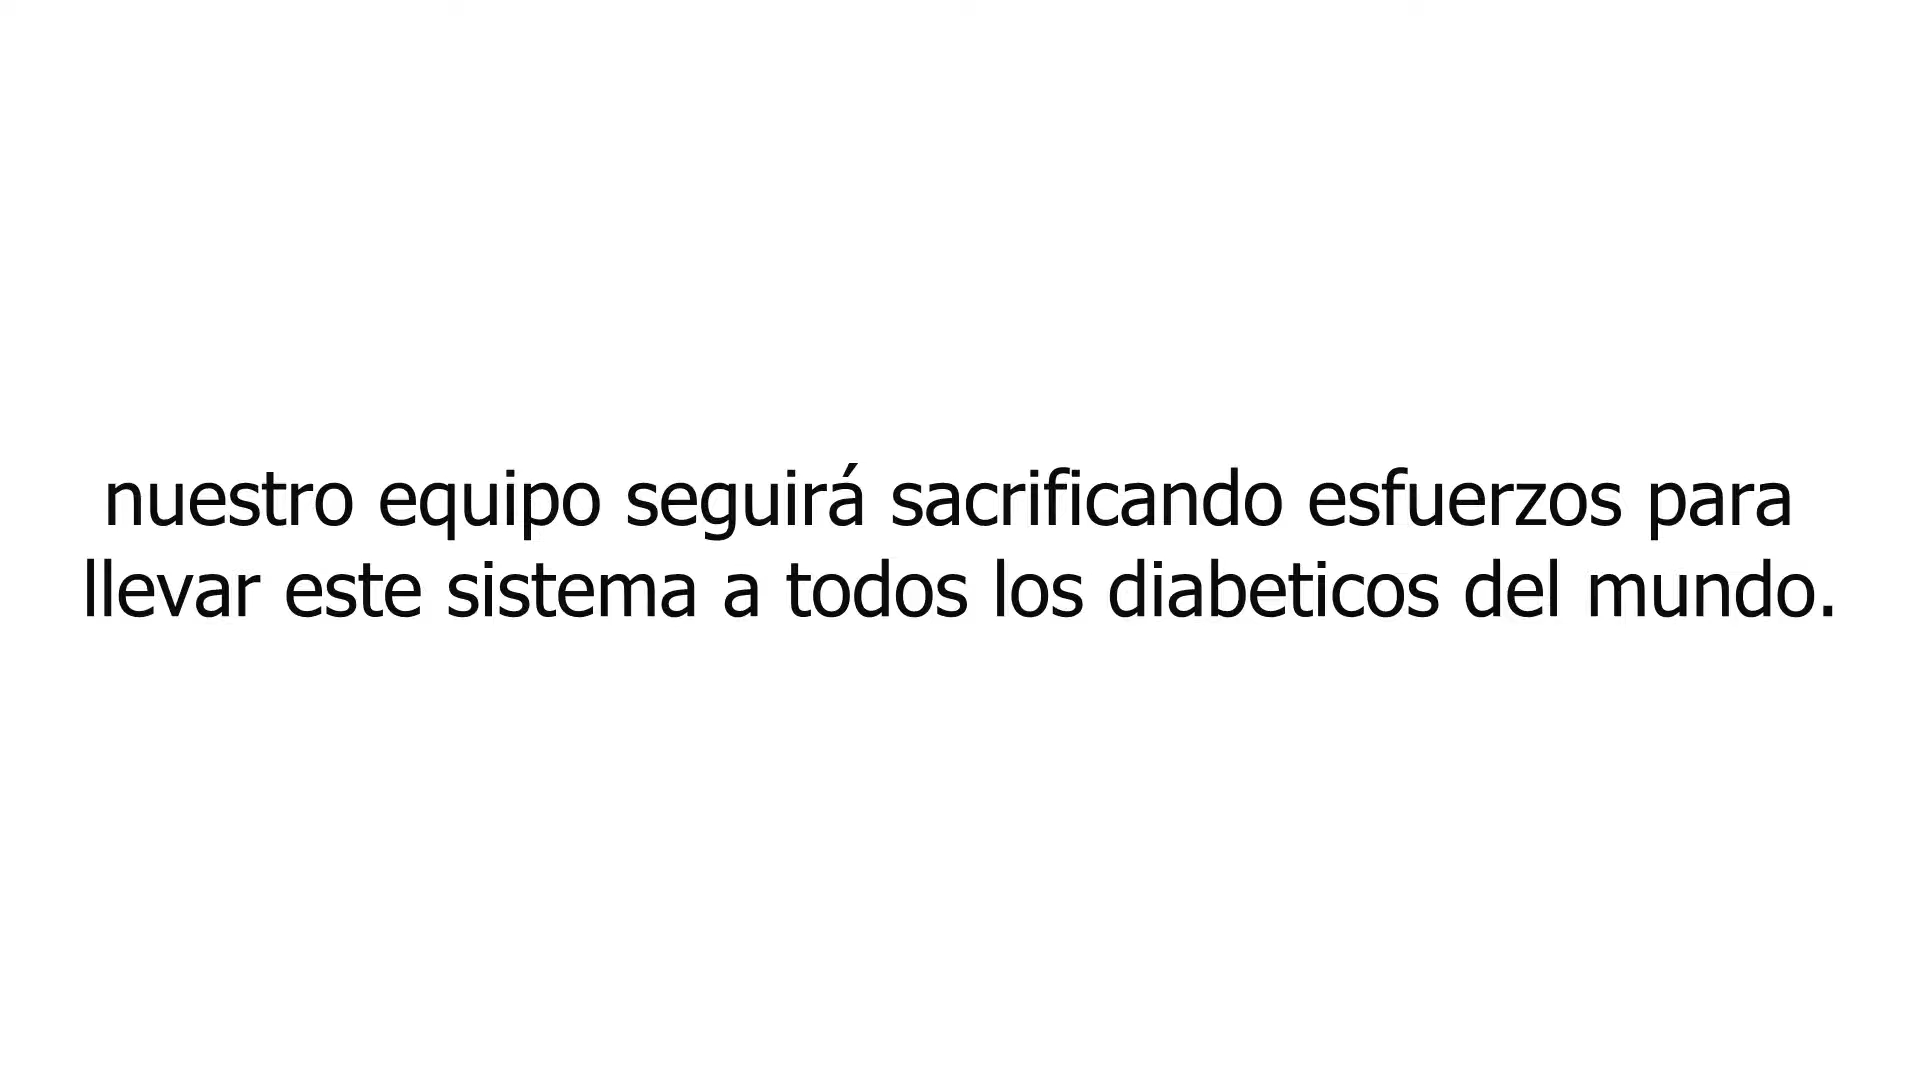 nuestro equipo seguirá sacrificando esfuerzos para
llevar este sistema a todos los diabeticos del mundo.